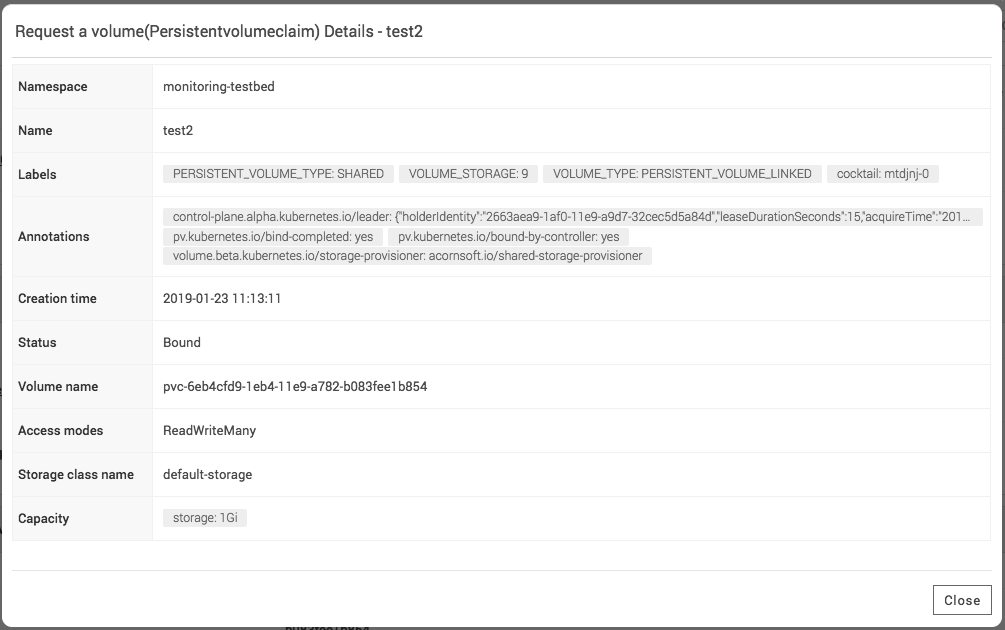 Request a volume(Persistentvolumeclaim) Details - test2
Namespace monitoring-testbed
Name test2
Labels PERSISTENT_VOLUME_TYPE: SHARED VOLUME_STORAGE: 9 VOLUME_TYPE: PERSISTENT_VOLUME_LINKED cocktail: mtdjnj-0
control-plane.alpha.kubernetes.io/leader: {"holderIdentity":"2663aea9-1af0-11e9-a9d7-32cec5d5a84d","leaseDurationSeconds":15,"acquireTime":"201...
Annotations pv.kubernetes.io/bind-completed: yes pv.kubernetes.io/bound-by-controller: yes
volume.beta.kubernetes.io/storage-provisioner: acornsoft.io/shared-storage-provisioner
Creation time 2019-01-23 11:13:11
Status Bound
Volume name pvc-6eb4cfd9-1eb4-11e9-a782-b083fee1b854
Access modes ReadWriteMany
Storage class name default-storage
Capacity storage: 1Gi
Close